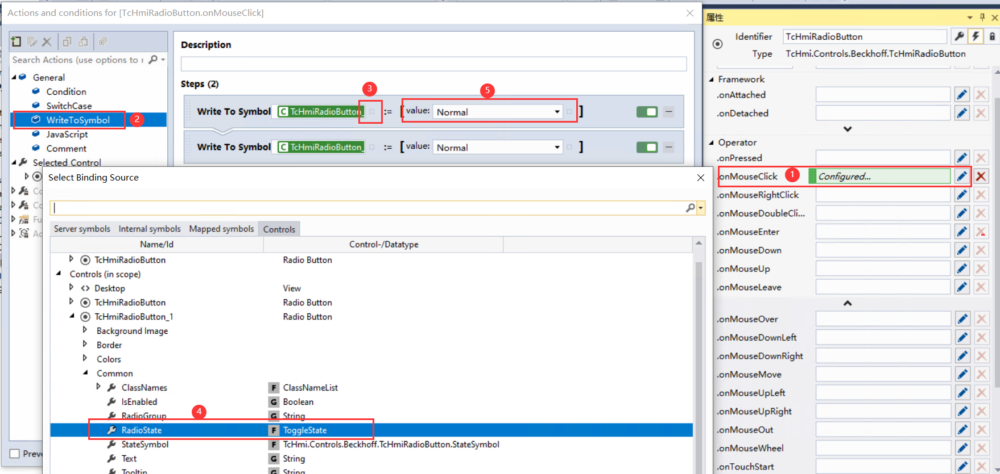 Actions and conditions for [TcHmiRadioButton.onMouseClick]
Search Actions (use options to r
General
Condition
SwitchCase
WriteToSymbol
2
JavaScript
Comment
Selected Control
Co
Co
Fu
Ac
Preve
Description
Steps (2)
3
5
Write To Symbol
C TcHmiRadioButton_
:= [ value: Normal ]
Write To Symbol
C TcHmiRadioButton_
:= [ value: Normal ]
Select Binding Source
Server symbols
Internal symbols
Mapped symbols
Controls
Name/Id
Control-/Datatype
TcHmiRadioButton Radio Button
Controls (in scope)
Desktop View
TcHmiRadioButton Radio Button
TcHmiRadioButton_1 Radio Button
Background Image
Border
Colors
Common
ClassNames F ClassNameList
IsEnabled G Boolean
RadioGroup G String
4
RadioState F ToggleState
StateSymbol F TcHmi.Controls.Beckhoff.TcHmiRadioButton.StateSymbol
Text G String
Tooltip G String
属性
Identifier TcHmiRadioButton
Type TcHmi.Controls.Beckhoff.TcHmiRadioButton
Framework
.onAttached
.onDetached
Operator
.onPressed
.onMouseClick 1 Configured...
.onMouseRightClick
.onMouseDoubleCli...
.onMouseEnter
.onMouseDown
.onMouseUp
.onMouseLeave
.onMouseOver
.onMouseDownLeft
.onMouseDownRight
.onMouseMove
.onMouseUpLeft
.onMouseUpRight
.onMouseOut
.onMouseWheel
.onTouchStart